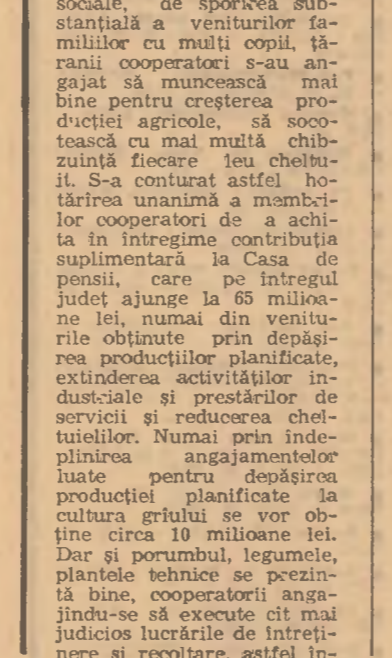 sociale, de sporirea sub-
stanțială a veniturilor fa-
miliilor cu mulți copii, ță-
ranii cooperatori s-au an-
gajat să muncească mai
bine pentru creșterea pro-
ducției agricole, să soco-
tească cu mai multă chib-
zuință fiecare leu cheltu-
it. S-a conturat astfel ho-
tărîrea unanimă a membri-
lor cooperatori de a achi-
ta în întregime contribuția
suplimentară la Casa de
pensii, care pe întregul
județ ajunge la 65 milioa-
ne lei, numai din venitu-
rile obținute prin depăși-
rea producțiilor planificate,
extinderea activităților in-
dustriale și prestărilor de
servicii și reducerea chel-
tuielilor. Numai prin înde-
plinirea angajamentelor
luate pentru depășirea
producției planificate la
cultura grîului se vor ob-
ține circa 10 milioane lei.
Dar și porumbul, legumele,
plantele tehnice se prezin-
tă bine, cooperatorii anga-
jîndu-se să execute cit mai
judicios lucrările de întreți-
nere și recoltare, astfel în-